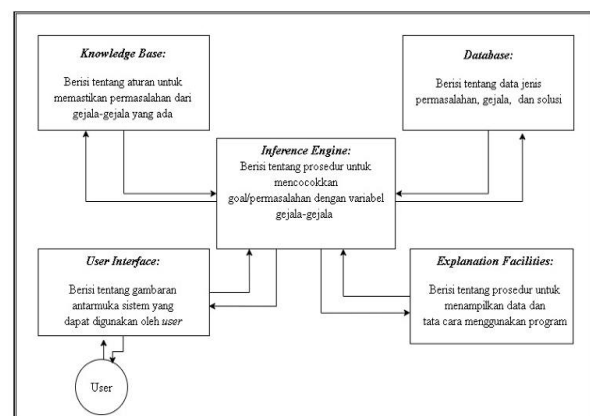 Knowledge Base:
Berisi tentang aturan untuk
memastikan permasalahan dari
gejala-gejala yang ada
Database:
Berisi tentang data jenis
permasalahan, gejala, dan solusi
Inference Engine:
Berisi tentang prosedur untuk
mencocokkan
goal/permasalahan dengan variabel
gejala-gejala
User Interface:
Berisi tentang gambaran
antarmuka sistem yang
dapat digunakan oleh user
Explanation Facilities:
Berisi tentang prosedur untuk
menampilkan data dan
tata cara menggunakan program
User